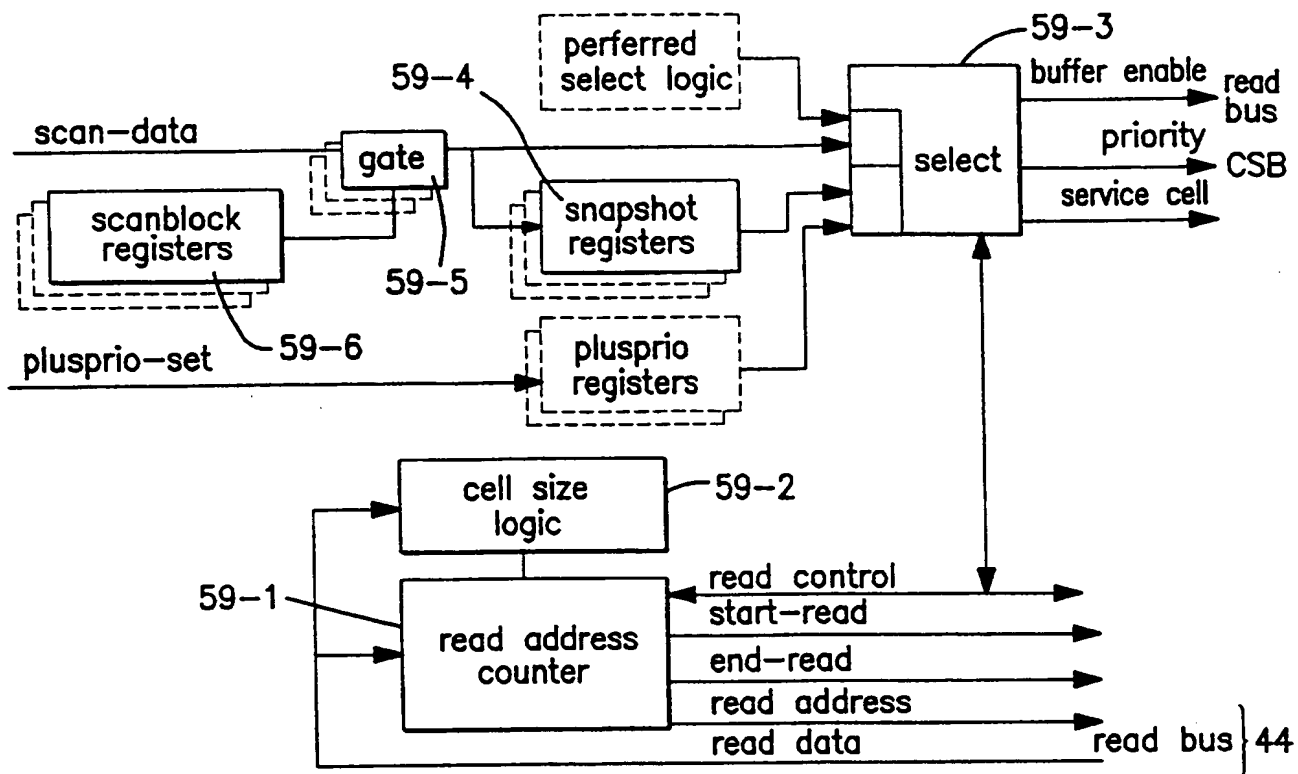 perferred
select logic
59-3
buffer enable
read
bus
59-4
scan-data
gate
priority
select
CSB
service cell
scanblock
registers
snapshot
registers
59-5
59-6
plusprio-set
plusprio
registers
cell size
logic
59-2
59-1
read address
counter
read control
start-read
end-read
read address
read data
read bus } 44